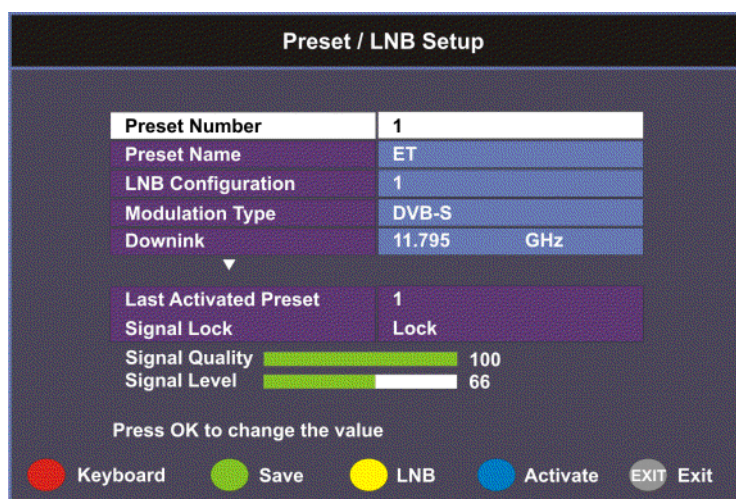 Preset / LNB Setup
Preset Number 1
Preset Name ET
LNB Configuration 1
Modulation Type DVB-S
Downink 11.795 GHz
Last Activated Preset 1
Signal Lock Lock
Signal Quality 100
Signal Level 66
Press OK to change the value
Keyboard Save LNB Activate EXIT Exit